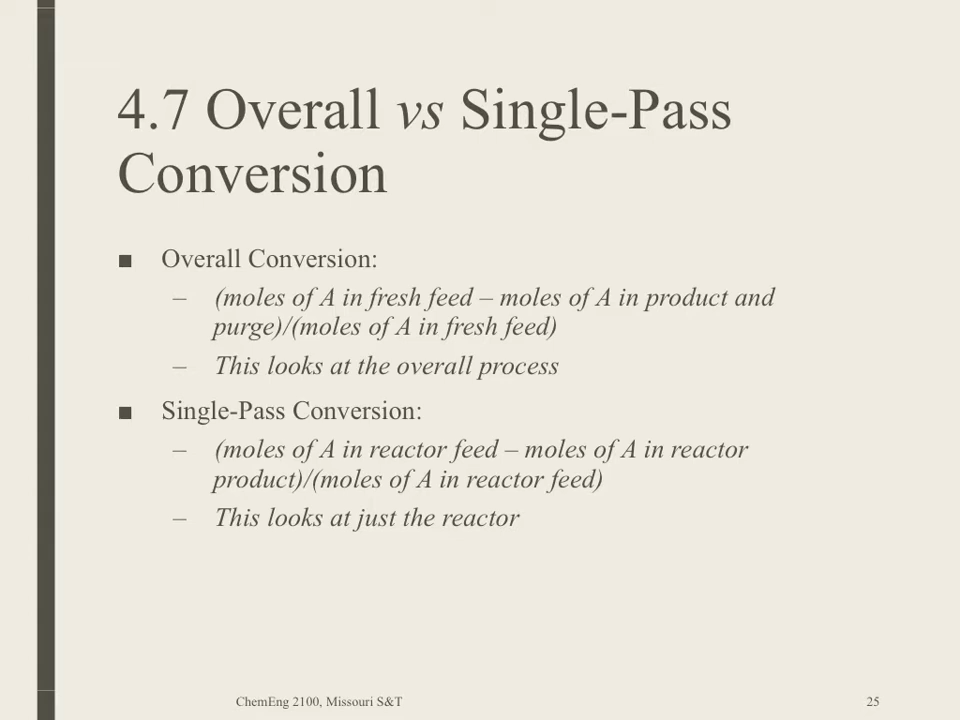 4.7 Overall vs Single-Pass
Conversion
■ Overall Conversion:
– (moles of A in fresh feed – moles of A in product and
purge)/(moles of A in fresh feed)
– This looks at the overall process
■ Single-Pass Conversion:
– (moles of A in reactor feed – moles of A in reactor
product)/(moles of A in reactor feed)
– This looks at just the reactor
ChemEng 2100, Missouri S&T
25